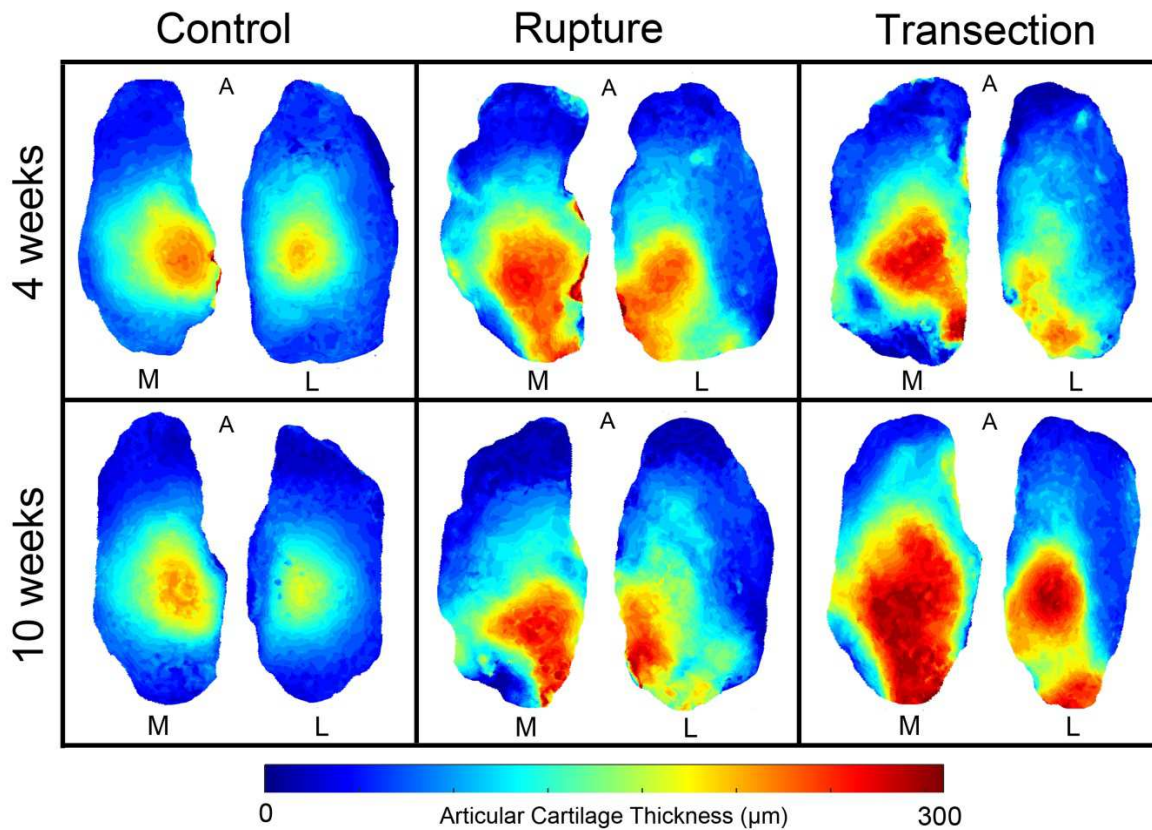 Control Rupture Transection
4 weeks
A A A
M L M L M L
10 weeks
A A A
M L M L M L
0 Articular Cartilage Thickness (µm) 300